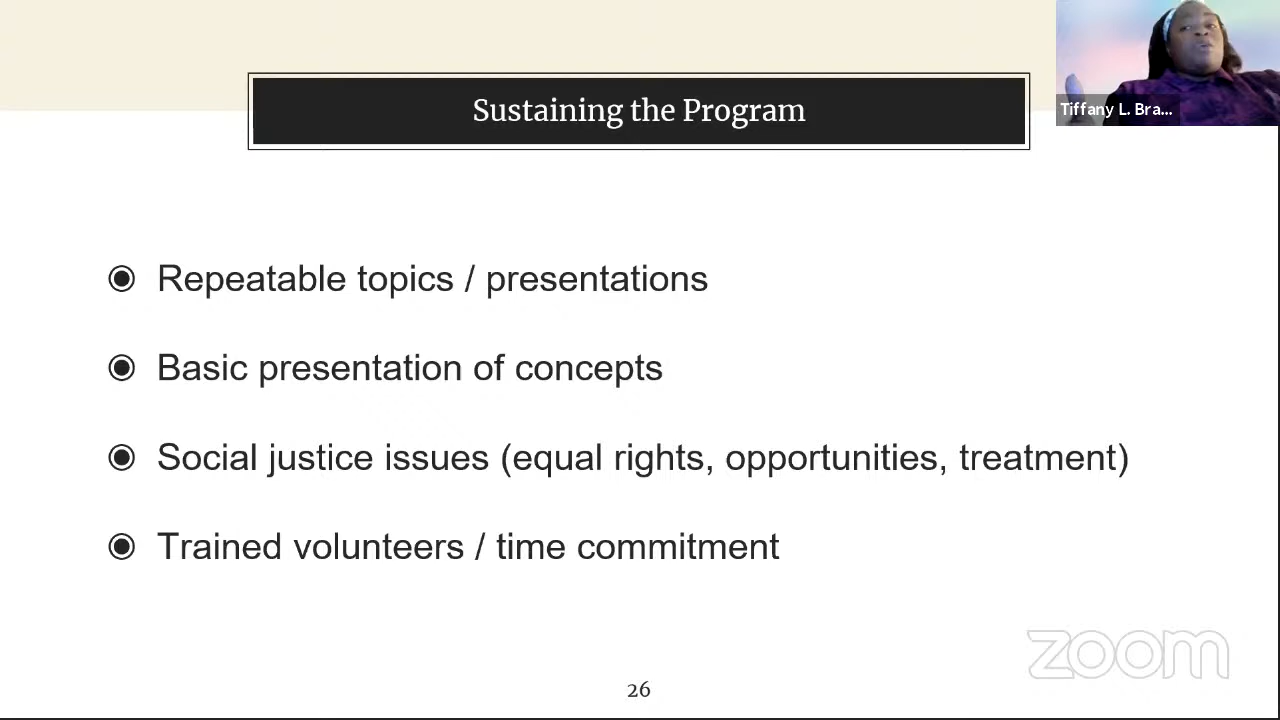 Sustaining the Program
Tiffany L. Bra...
Repeatable topics / presentations
Basic presentation of concepts
Social justice issues (equal rights, opportunities, treatment)
Trained volunteers / time commitment
zoom
26